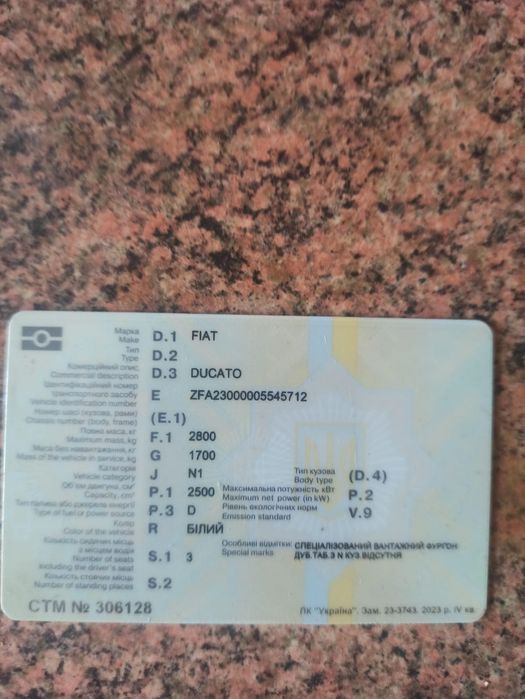 Марка
Make D.1 FIAT
Тип
Type D.2
Комерційний опис
Commercial description D.3 DUCATO
Ідентифікаційний номер
транспортного засобу
Vehicle identification number E ZFA23000005545712
Номер шасі (кузова, рами)
Chassis number (body, frame) (E.1)
Повна маса, кг
Maximum mass, kg F.1 2800
Маса без навантаження, кг
Mass of the vehicle in service, kg G 1700
Категорія
Vehicle category J N1
Тип кузова
Body type (D.4)
Об'єм двигуна, см³
Capacity, cm³ P.1 2500
Максимальна потужність кВт
Maximum net power (in kW) P.2
Тип палива або джерела енергії
Type of fuel or power source P.3 D
Рівень екологічних норм
Emission standard V.9
Колір
Color of the vehicle R БІЛИЙ
Кількість сидячих місць
з місцем водія
Number of seats
including the driver's seat S.1 3
Особливі відмітки:
Special marks
СПЕЦІАЛІЗОВАНИЙ ВАНТАЖНИЙ ФУРГОН
ДУБ.ТАБ.З N КУЗ.ВІДСУТНЯ
Кількість стоячих місць
Number of standing places S.2
СТМ № 306128
ПК "Україна". Зам. 23-3743. 2023 р. IV кв.